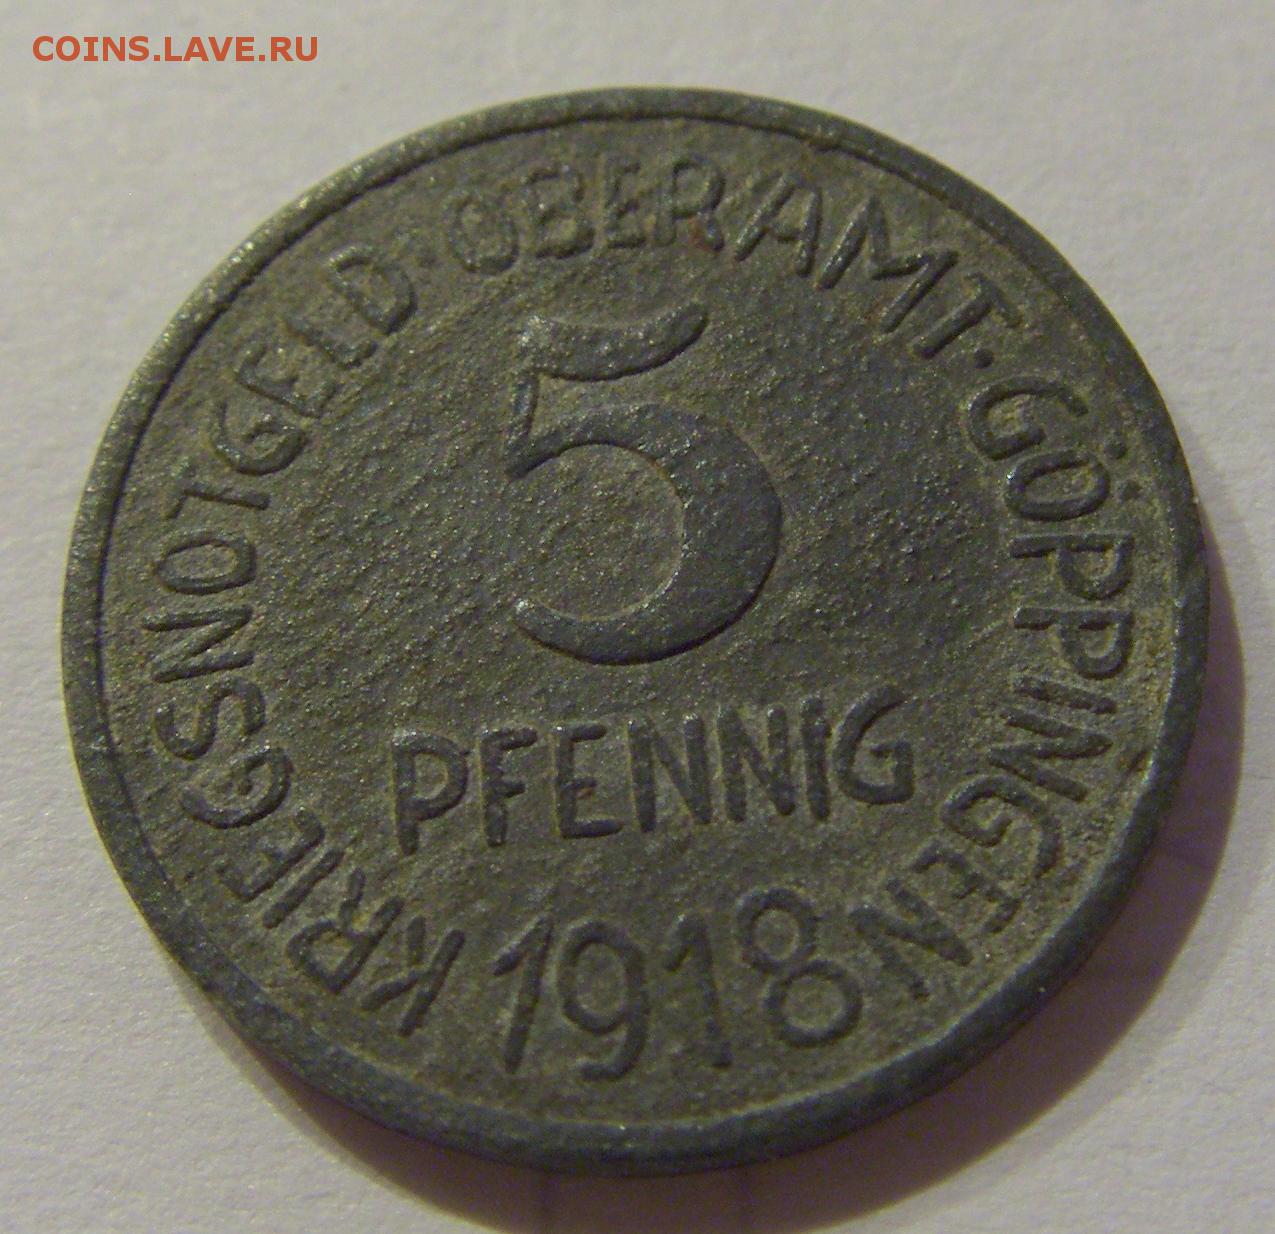 COINS.LAVE.RU
KRIEGSNOTGELD·OBERAMT·GÖPPINGEN
5
PFENNIG
1918